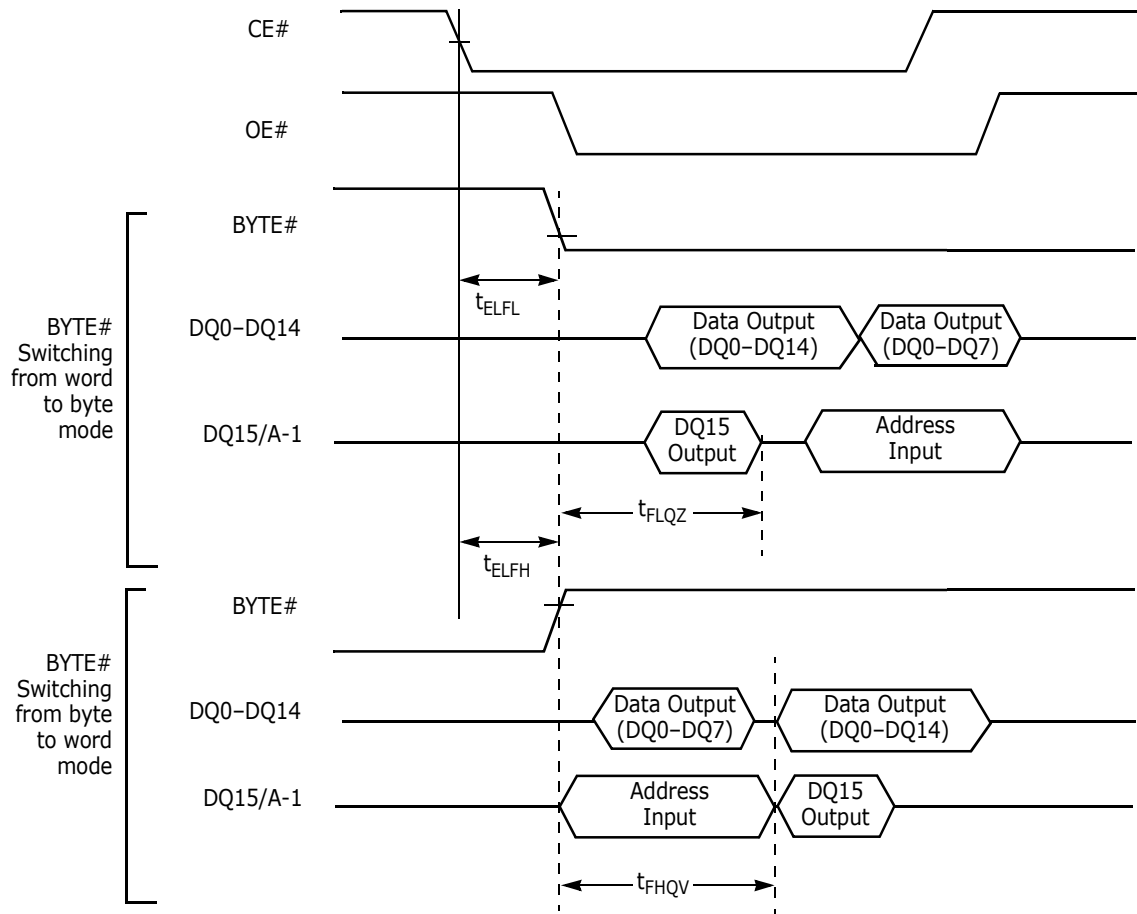 CE#
OE#
BYTE#
tELFL
BYTE#
Switching
from word
to byte
mode
DQ0–DQ14
Data Output
(DQ0–DQ14)
Data Output
(DQ0–DQ7)
DQ15/A-1
DQ15
Output
Address
Input
tFLQZ
tELFH
BYTE#
BYTE#
Switching
from byte
to word
mode
DQ0–DQ14
Data Output
(DQ0–DQ7)
Data Output
(DQ0–DQ14)
DQ15/A-1
Address
Input
DQ15
Output
tFHQV